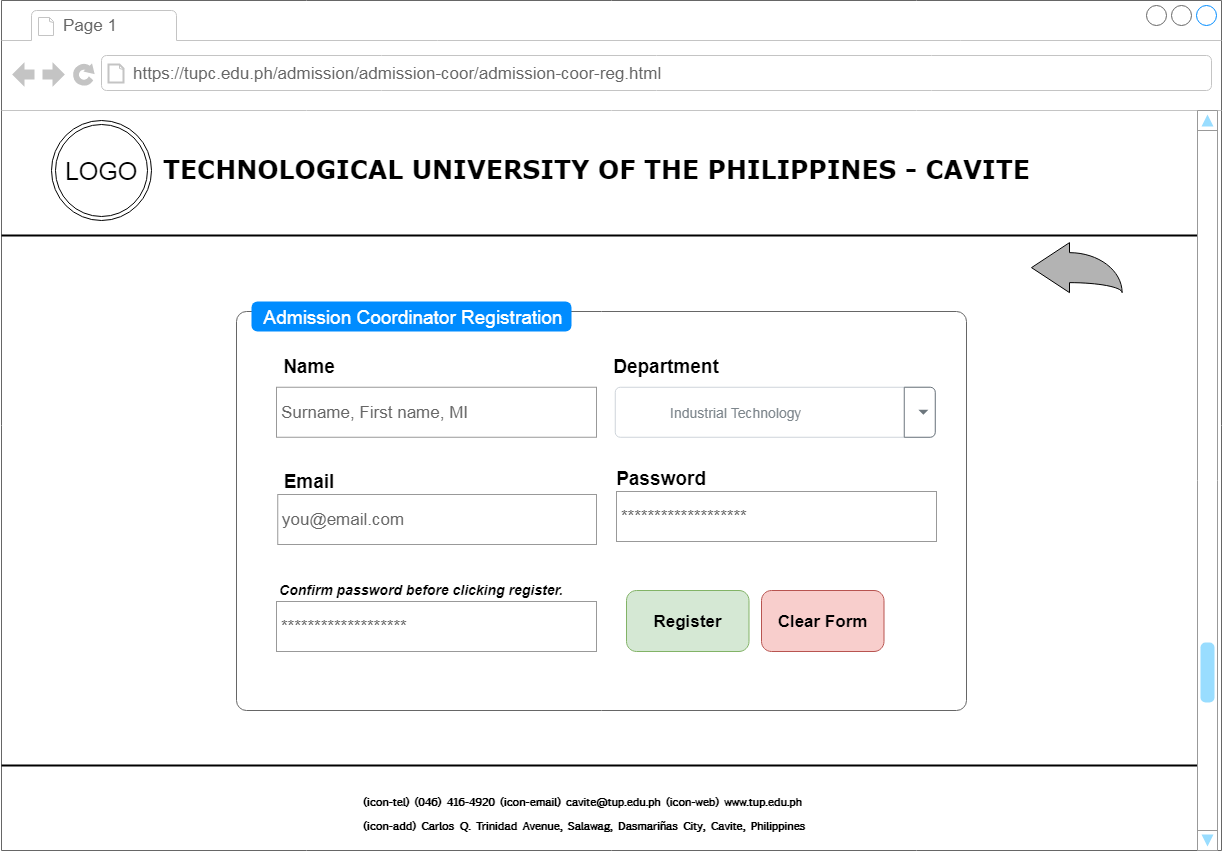 Page 1
https://tupc.edu.ph/admission/admission-coor/admission-coor-reg.html
LOGO
TECHNOLOGICAL UNIVERSITY OF THE PHILIPPINES - CAVITE
Admission Coordinator Registration
Name
Department
Surname, First name, MI
Industrial Technology
Email
Password
you@email.com
*******************
Confirm password before clicking register.
*******************
Register
Clear Form
(icon-tel) (046) 416-4920 (icon-email) cavite@tup.edu.ph (icon-web) www.tup.edu.ph
(icon-add) Carlos Q. Trinidad Avenue, Salawag, Dasmariñas City, Cavite, Philippines